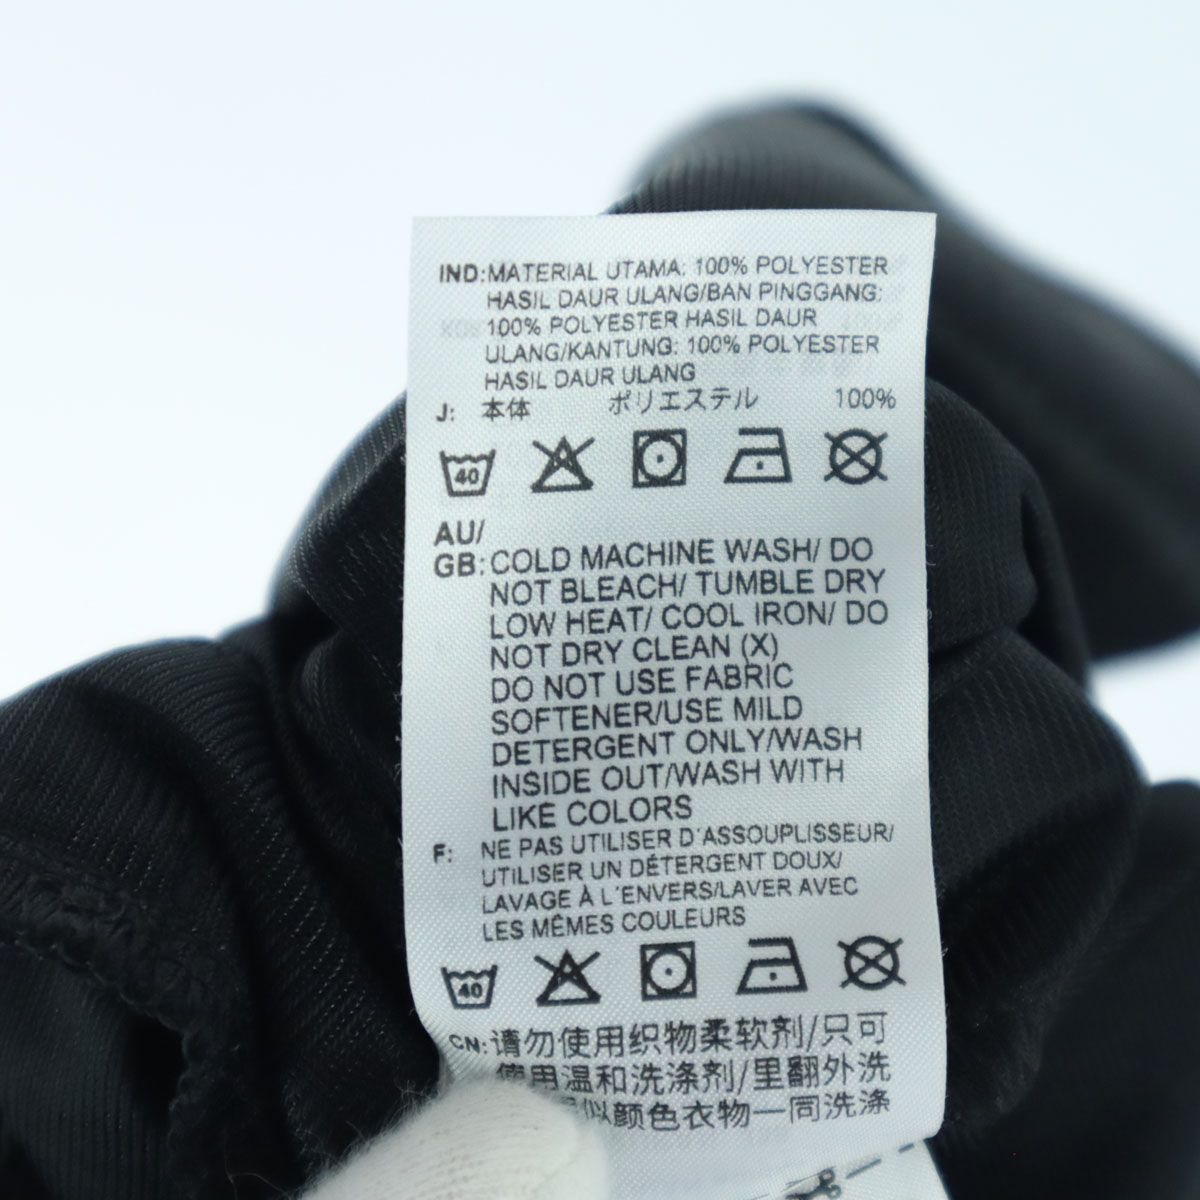 IND: MATERIAL UTAMA: 100% POLYESTER
HASIL DAUR ULANG/BAN PINGGANG:
100% POLYESTER HASIL DAUR
ULANG/KANTUNG: 100% POLYESTER
HASIL DAUR ULANG
J: 本体 ポリエステル 100%
40
AU/
GB: COLD MACHINE WASH/ DO
NOT BLEACH/ TUMBLE DRY
LOW HEAT/ COOL IRON/ DO
NOT DRY CLEAN (X)
DO NOT USE FABRIC
SOFTENER/USE MILD
DETERGENT ONLY/WASH
INSIDE OUT/WASH WITH
LIKE COLORS
F: NE PAS UTILISER D'ASSOUPLISSEUR/
UTILISER UN DÉTERGENT DOUX/
LAVAGE À L'ENVERS/LAVER AVEC
LES MÊMES COULEURS
40
CN: 请勿使用织物柔软剂/只可
使用温和洗涤剂/里翻外洗
似颜色衣物一同洗涤